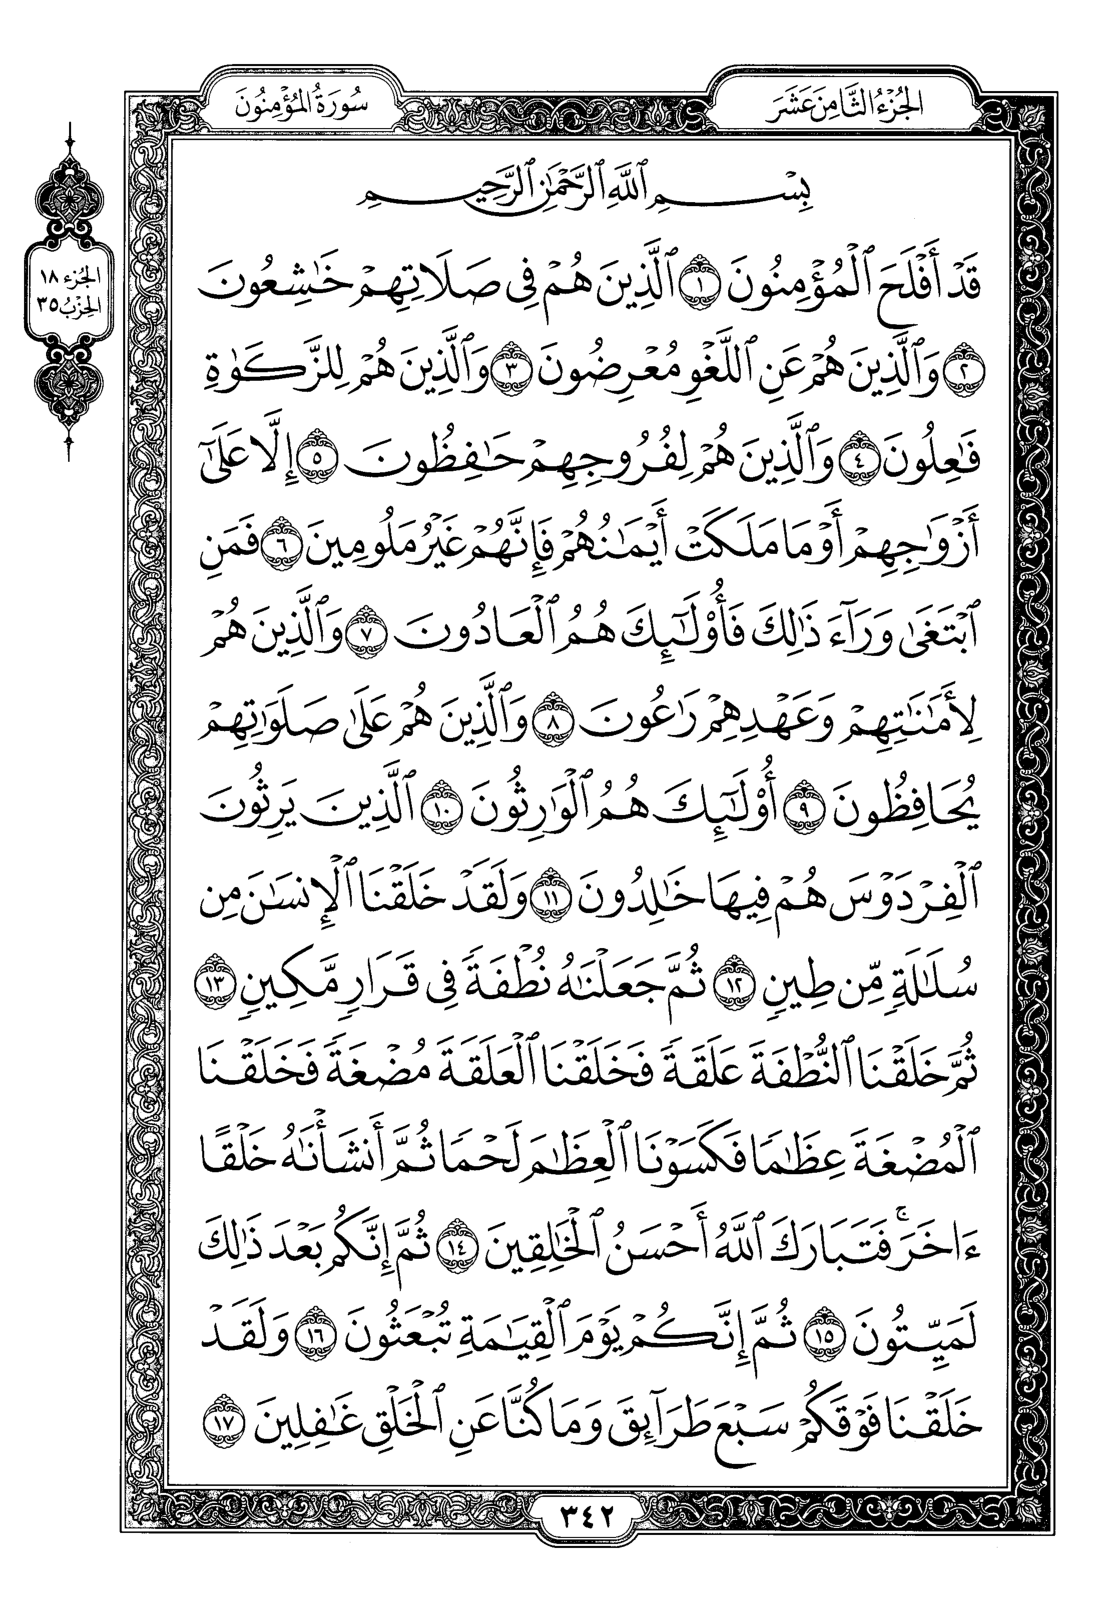 الجُزْءُ الثَّامِنَ عَشَرَ
سُورَةُ المُؤْمِنُونَ
الجُزء ١٨
الحِزْبُ ٣٥
بِسْمِ ٱللَّهِ ٱلرَّحْمَٰنِ ٱلرَّحِيمِ
قَدْ أَفْلَحَ ٱلْمُؤْمِنُونَ ١ ٱلَّذِينَ هُمْ فِى صَلَاتِهِمْ خَٰشِعُونَ
٢ وَٱلَّذِينَ هُمْ عَنِ ٱللَّغْوِ مُعْرِضُونَ ٣ وَٱلَّذِينَ هُمْ لِلزَّكَوٰةِ
فَٰعِلُونَ ٤ وَٱلَّذِينَ هُمْ لِفُرُوجِهِمْ حَٰفِظُونَ ٥ إِلَّا عَلَىٰٓ
أَزْوَٰجِهِمْ أَوْ مَا مَلَكَتْ أَيْمَٰنُهُمْ فَإِنَّهُمْ غَيْرُ مَلُومِينَ ٦ فَمَنِ
ٱبْتَغَىٰ وَرَآءَ ذَٰلِكَ فَأُو۟لَٰٓئِكَ هُمُ ٱلْعَادُونَ ٧ وَٱلَّذِينَ هُمْ
لِأَمَٰنَٰتِهِمْ وَعَهْدِهِمْ رَٰعُونَ ٨ وَٱلَّذِينَ هُمْ عَلَىٰ صَلَوَٰتِهِمْ
يُحَافِظُونَ ٩ أُو۟لَٰٓئِكَ هُمُ ٱلْوَٰرِثُونَ ١٠ ٱلَّذِينَ يَرِثُونَ
ٱلْفِرْدَوْسَ هُمْ فِيهَا خَٰلِدُونَ ١١ وَلَقَدْ خَلَقْنَا ٱلْإِنسَٰنَ مِن
سُلَٰلَةٍ مِّن طِينٍ ١٢ ثُمَّ جَعَلْنَٰهُ نُطْفَةً فِى قَرَارٍ مَّكِينٍ ١٣
ثُمَّ خَلَقْنَا ٱلنُّطْفَةَ عَلَقَةً فَخَلَقْنَا ٱلْعَلَقَةَ مُضْغَةً فَخَلَقْنَا
ٱلْمُضْغَةَ عِظَٰمًا فَكَسَوْنَا ٱلْعِظَٰمَ لَحْمًا ثُمَّ أَنشَأْنَٰهُ خَلْقًا
ءَاخَرَ ۚ فَتَبَارَكَ ٱللَّهُ أَحْسَنُ ٱلْخَٰلِقِينَ ١٤ ثُمَّ إِنَّكُم بَعْدَ ذَٰلِكَ
لَمَيِّتُونَ ١٥ ثُمَّ إِنَّكُمْ يَوْمَ ٱلْقِيَٰمَةِ تُبْعَثُونَ ١٦ وَلَقَدْ
خَلَقْنَا فَوْقَكُمْ سَبْعَ طَرَآئِقَ وَمَا كُنَّا عَنِ ٱلْخَلْقِ غَٰفِلِينَ ١٧
٣٤٢